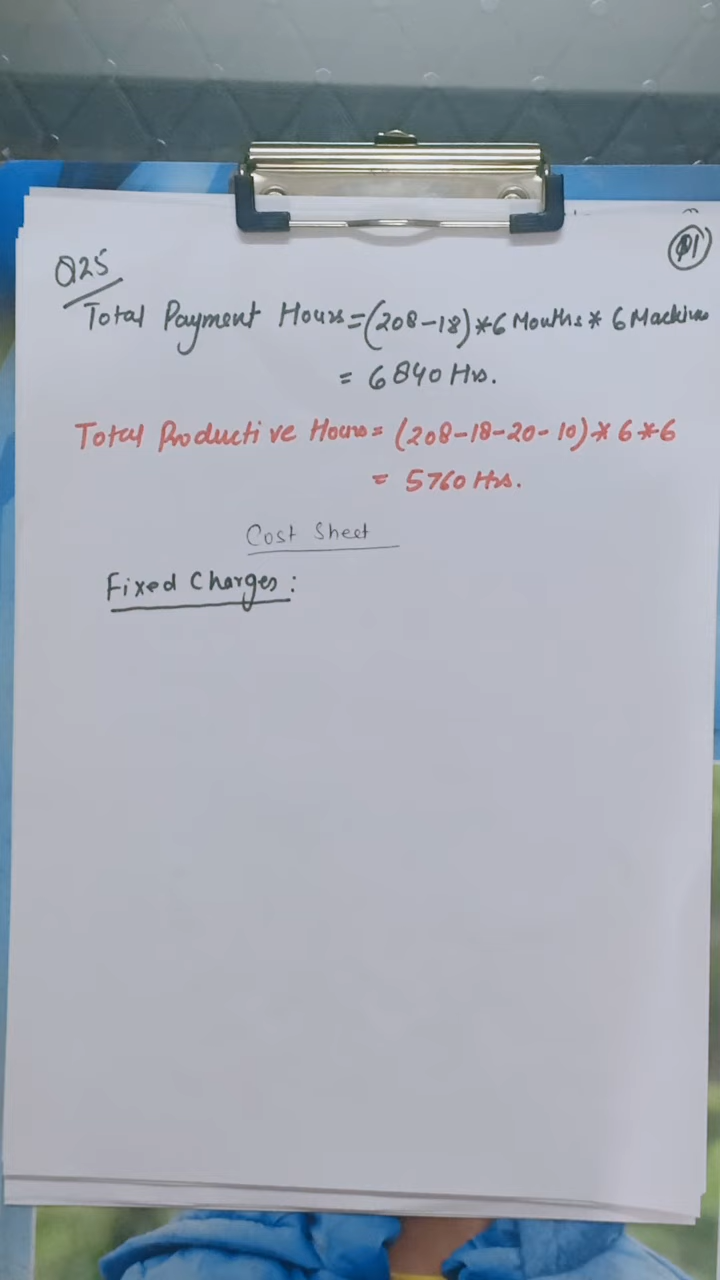 Q25
P1
Total Payment Hours = (208-18) * 6 Months * 6 Machines
= 6840 Hrs.
Total Productive Hours = (208-18-20-10) * 6 * 6
= 5760 Hrs.
Cost Sheet
Fixed Charges :